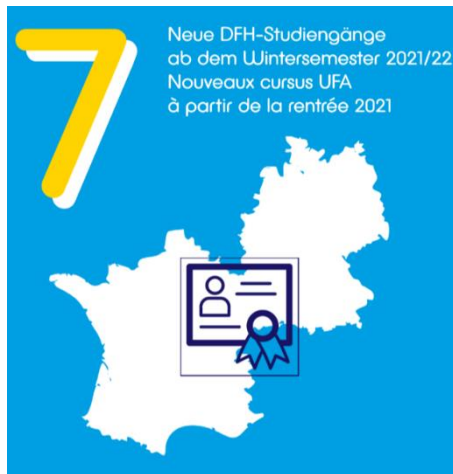 7
Neue DFH-Studiengänge
ab dem Wintersemester 2021/22
Nouveaux cursus UFA
à partir de la rentrée 2021